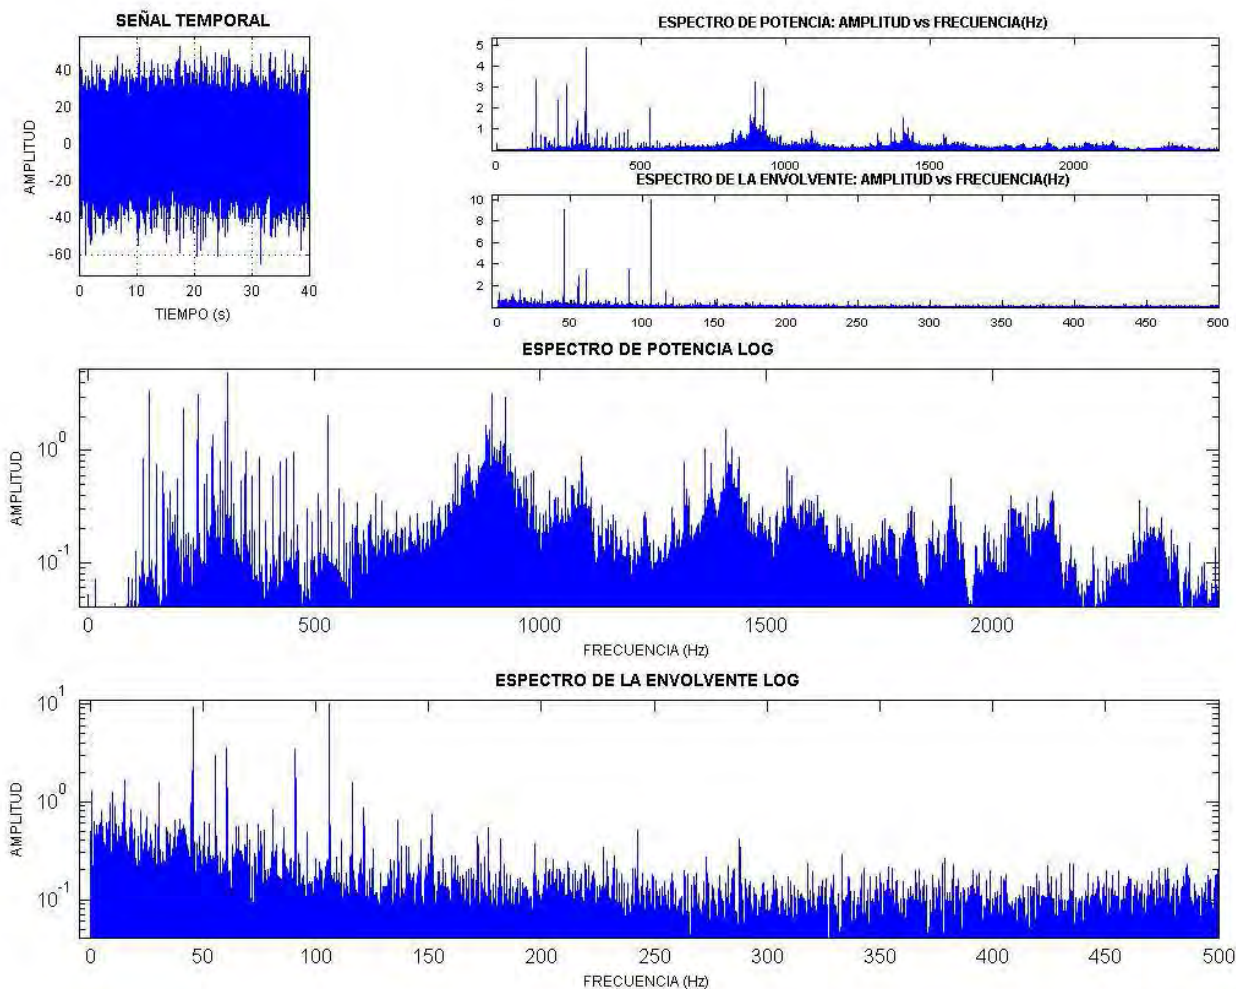 SEÑAL TEMPORAL
AMPLITUD
40
20
0
-20
-40
-60
0 10 20 30 40
TIEMPO (s)
ESPECTRO DE POTENCIA: AMPLITUD vs FRECUENCIA(Hz)
5
4
3
2
1
0 500 1000 1500 2000
ESPECTRO DE LA ENVOLVENTE: AMPLITUD vs FRECUENCIA(Hz)
10
8
6
4
2
0 50 100 150 200 250 300 350 400 450 500
ESPECTRO DE POTENCIA LOG
AMPLITUD
10^0
10^-1
0 500 1000 1500 2000
FRECUENCIA (Hz)
ESPECTRO DE LA ENVOLVENTE LOG
AMPLITUD
10^1
10^0
10^-1
0 50 100 150 200 250 300 350 400 450 500
FRECUENCIA (Hz)